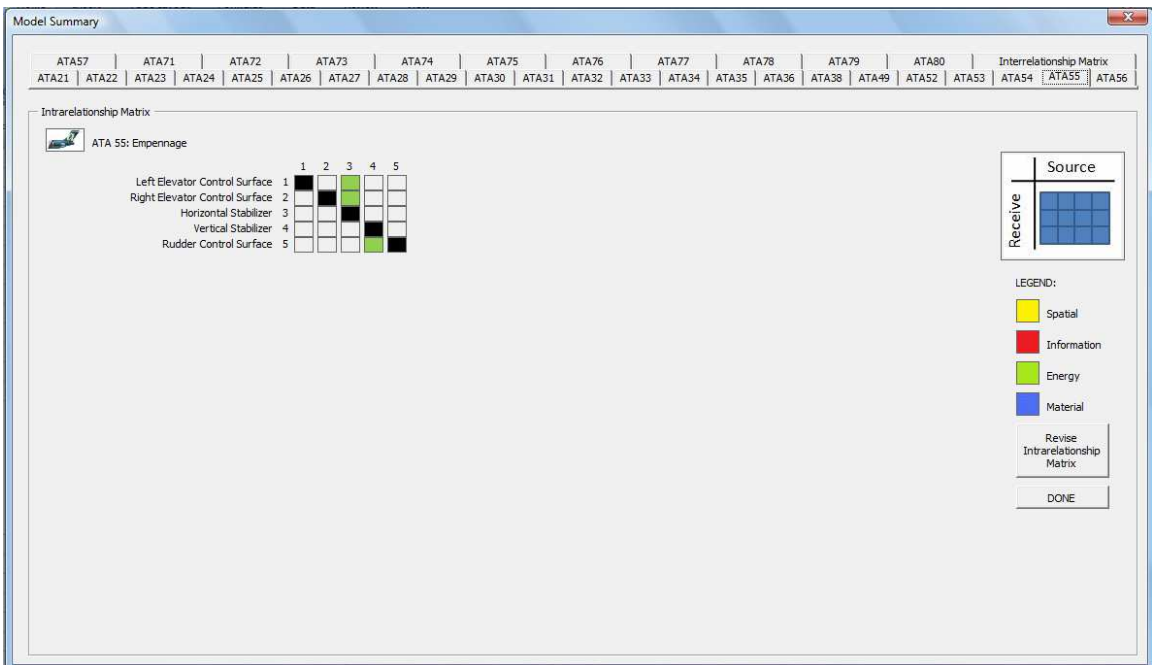 Model Summary
ATA57 ATA71 ATA72 ATA73 ATA74 ATA75 ATA76 ATA77 ATA78 ATA79 ATA80 Interrelationship Matrix
ATA21 ATA22 ATA23 ATA24 ATA25 ATA26 ATA27 ATA28 ATA29 ATA30 ATA31 ATA32 ATA33 ATA34 ATA35 ATA36 ATA38 ATA49 ATA52 ATA53 ATA54 ATA55 ATA56
Intrarelationship Matrix
ATA 55: Empennage
1 2 3 4 5
Left Elevator Control Surface 1
Right Elevator Control Surface 2
Horizontal Stabilizer 3
Vertical Stabilizer 4
Rudder Control Surface 5
Source
Receive
LEGEND:
Spatial
Information
Energy
Material
Revise
Intrarelationship
Matrix
DONE